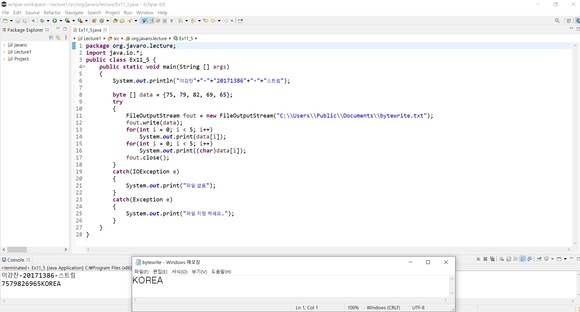 eclipse-workspace - Lecture1/src/org/javaro/lecture/Ex11_5.java - Eclipse IDE
File Edit Source Refactor Navigate Search Project Run Window Help
Package Explorer
javaro
Lecture1
Project
Ex11_5.java
Lecture1 src org.javaro.lecture Ex11_5
1 package org.javaro.lecture;
2 import java.io.*;
3 public class Ex11_5 {
4 public static void main(String [] args)
5 {
6 System.out.println("이강찬"+"-"+"20171386"+"-"+"스트림");
7
8 byte [] data = {75, 79, 82, 69, 65};
9 try
10 {
11 FileOutputStream fout = new FileOutputStream("C:\\Users\\Public\\Documents\\bytewrite.txt");
12 fout.write(data);
13 for(int i = 0; i < 5; i++)
14 System.out.print(data[i]);
15 for(int i = 0; i < 5; i++)
16 System.out.print((char)data[i]);
17 fout.close();
18 }
19 catch(IOException e)
20 {
21 System.out.print("파일 없음");
22 }
23 catch(Exception e)
24 {
25 System.out.print("파일 지정 하세요.");
26 }
27 }
28 }
Console
<terminated> Ex11_5 [Java Application] C:\Program Files (x86)
이강찬-20171386-스트림
7579826965KOREA
bytewrite - Windows 메모장
파일(F) 편집(E) 서식(O) 보기(V) 도움말(H)
KOREA
Ln 1, Col 1 100% Windows (CRLF) UTF-8